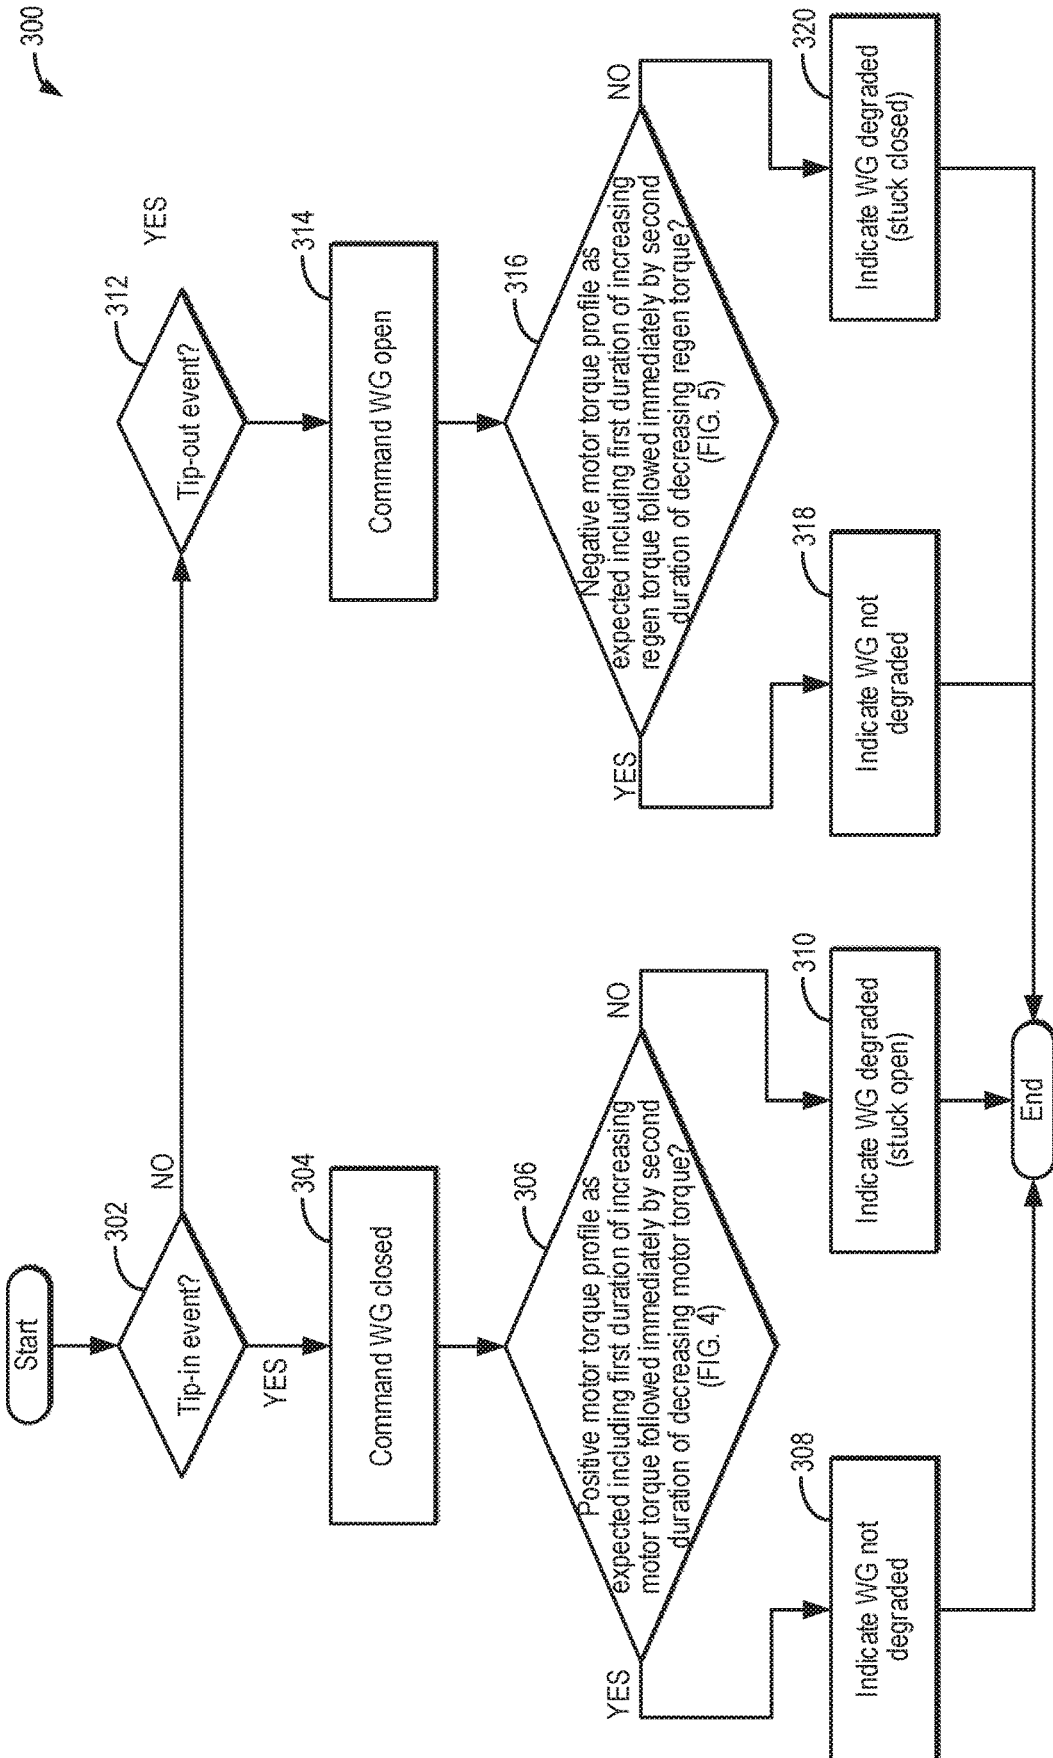 300
Start
302
Tip-in event?
NO
YES
312
Tip-out event?
YES
304
Command WG closed
314
Command WG open
306
Positive motor torque profile as
expected including first duration of increasing
motor torque followed immediately by second
duration of decreasing motor torque?
(FIG. 4)
YES
NO
316
Negative motor torque profile as
expected including first duration of increasing
regen torque followed immediately by second
duration of decreasing regen torque?
(FIG. 5)
YES
NO
308
Indicate WG not
degraded
310
Indicate WG degraded
(stuck open)
318
Indicate WG not
degraded
320
Indicate WG degraded
(stuck closed)
End